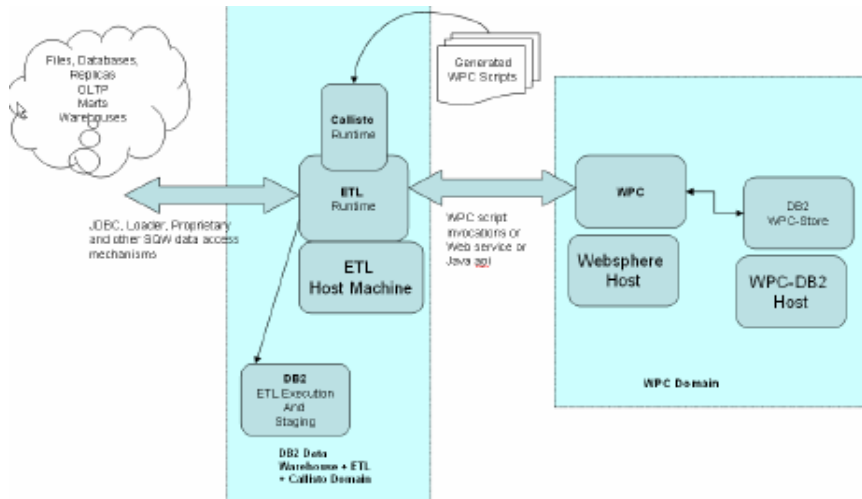 Files, Databases,
Replicas
OLTP
Marts
Warehouses
Generated
WPC Scripts
Callisto
Runtime
ETL
Runtime
WPC
DB2
WPC-Store
JDBC, Loader, Proprietary
and other SQW data access
mechanisms
WPC script
invocations or
Web service or
Java api
ETL
Host Machine
Websphere
Host
WPC-DB2
Host
DB2
ETL Execution
And
Staging
WPC Domain
DB2 Data
Warehouse + ETL
+ Callisto Domain